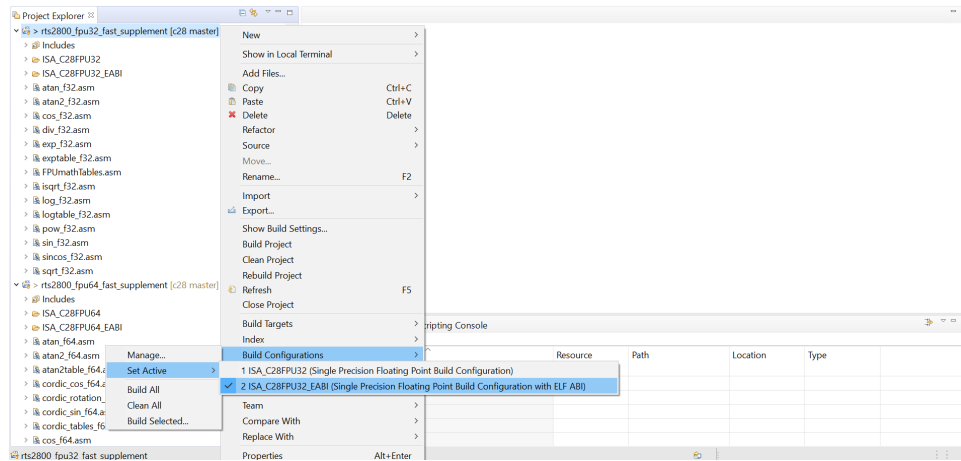 Project Explorer
> rts2800_fpu32_fast_supplement [c28 master]
Includes
ISA_C28FPU32
ISA_C28FPU32_EABI
atan_f32.asm
atan2_f32.asm
cos_f32.asm
div_f32.asm
exp_f32.asm
exptable_f32.asm
FPUmathTables.asm
isqrt_f32.asm
log_f32.asm
logtable_f32.asm
pow_f32.asm
sin_f32.asm
sincos_f32.asm
sqrt_f32.asm
> rts2800_fpu64_fast_supplement [c28 master]
Includes
ISA_C28FPU64
ISA_C28FPU64_EABI
atan_f64.asm
atan2_f64.asm
atan2table_f64.a
cordic_cos_f64.a
cordic_rotation_
cordic_sin_f64.a
cordic_tables_f6
cos_f64.asm
rts2800_fpu32_fast_supplement
New
Show in Local Terminal
Add Files...
Copy Ctrl+C
Paste Ctrl+V
Delete Delete
Refactor
Source
Move...
Rename... F2
Import
Export...
Show Build Settings...
Build Project
Clean Project
Rebuild Project
Refresh F5
Close Project
Build Targets
Index
Build Configurations
Team
Compare With
Replace With
Properties Alt+Enter
Manage...
Set Active
Build All
Clean All
Build Selected...
1 ISA_C28FPU32 (Single Precision Floating Point Build Configuration)
2 ISA_C28FPU32_EABI (Single Precision Floating Point Build Configuration with ELF ABI)
cripting Console
Resource Path Location Type